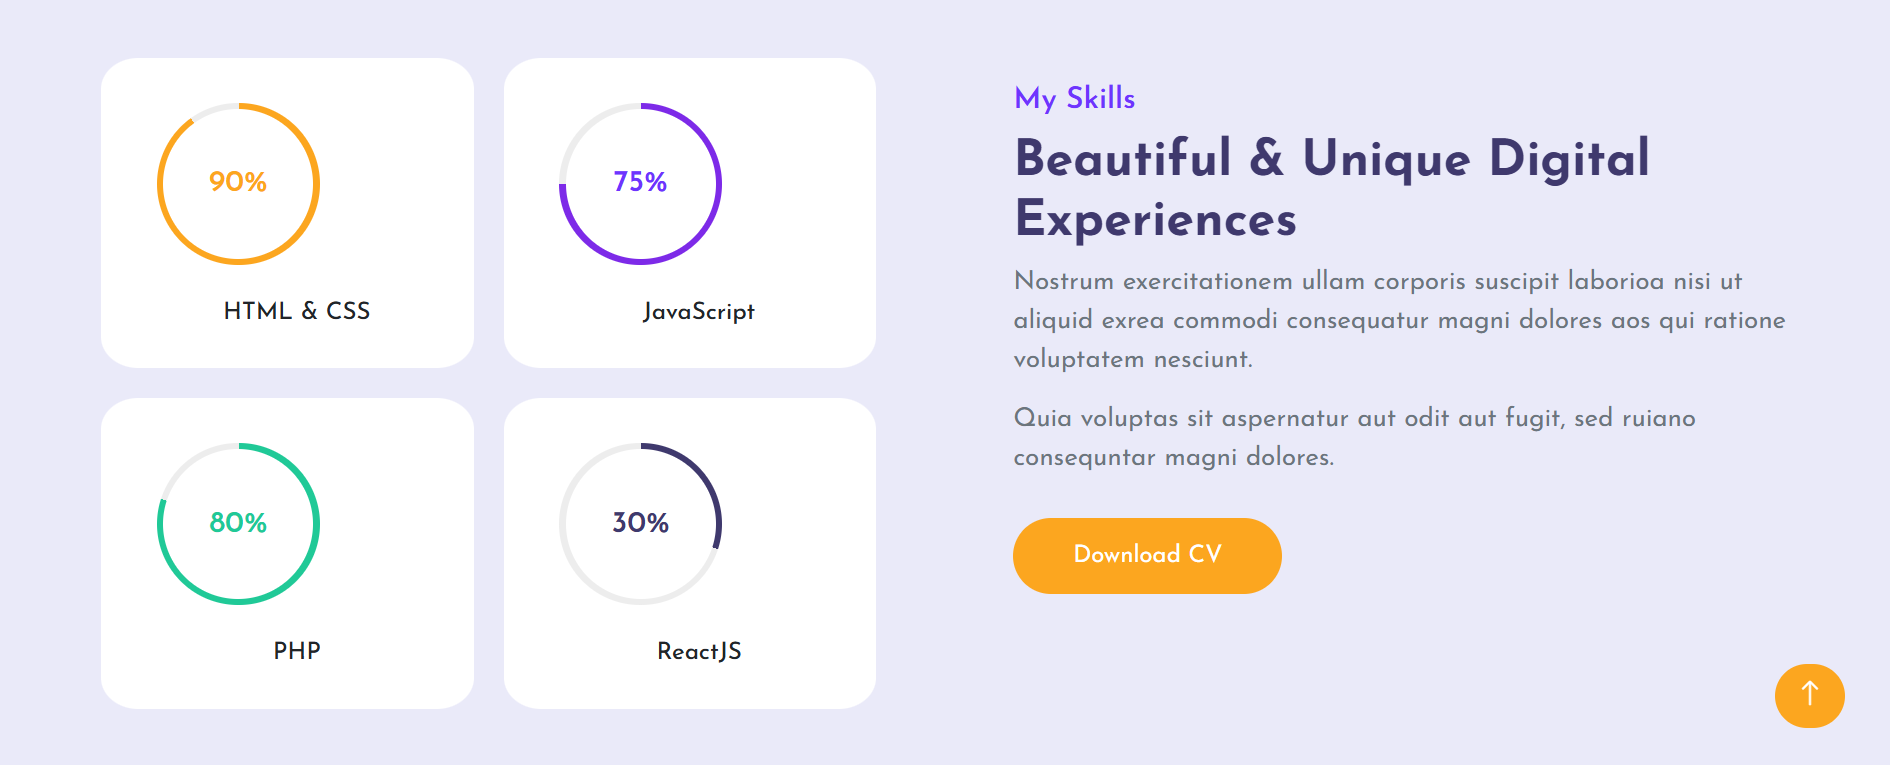 90%
HTML & CSS
75%
JavaScript
80%
PHP
30%
ReactJS
My Skills
Beautiful & Unique Digital
Experiences
Nostrum exercitationem ullam corporis suscipit laborioa nisi ut
aliquid exrea commodi consequatur magni dolores aos qui ratione
voluptatem nesciunt.
Quia voluptas sit aspernatur aut odit aut fugit, sed ruiano
consequntar magni dolores.
Download CV